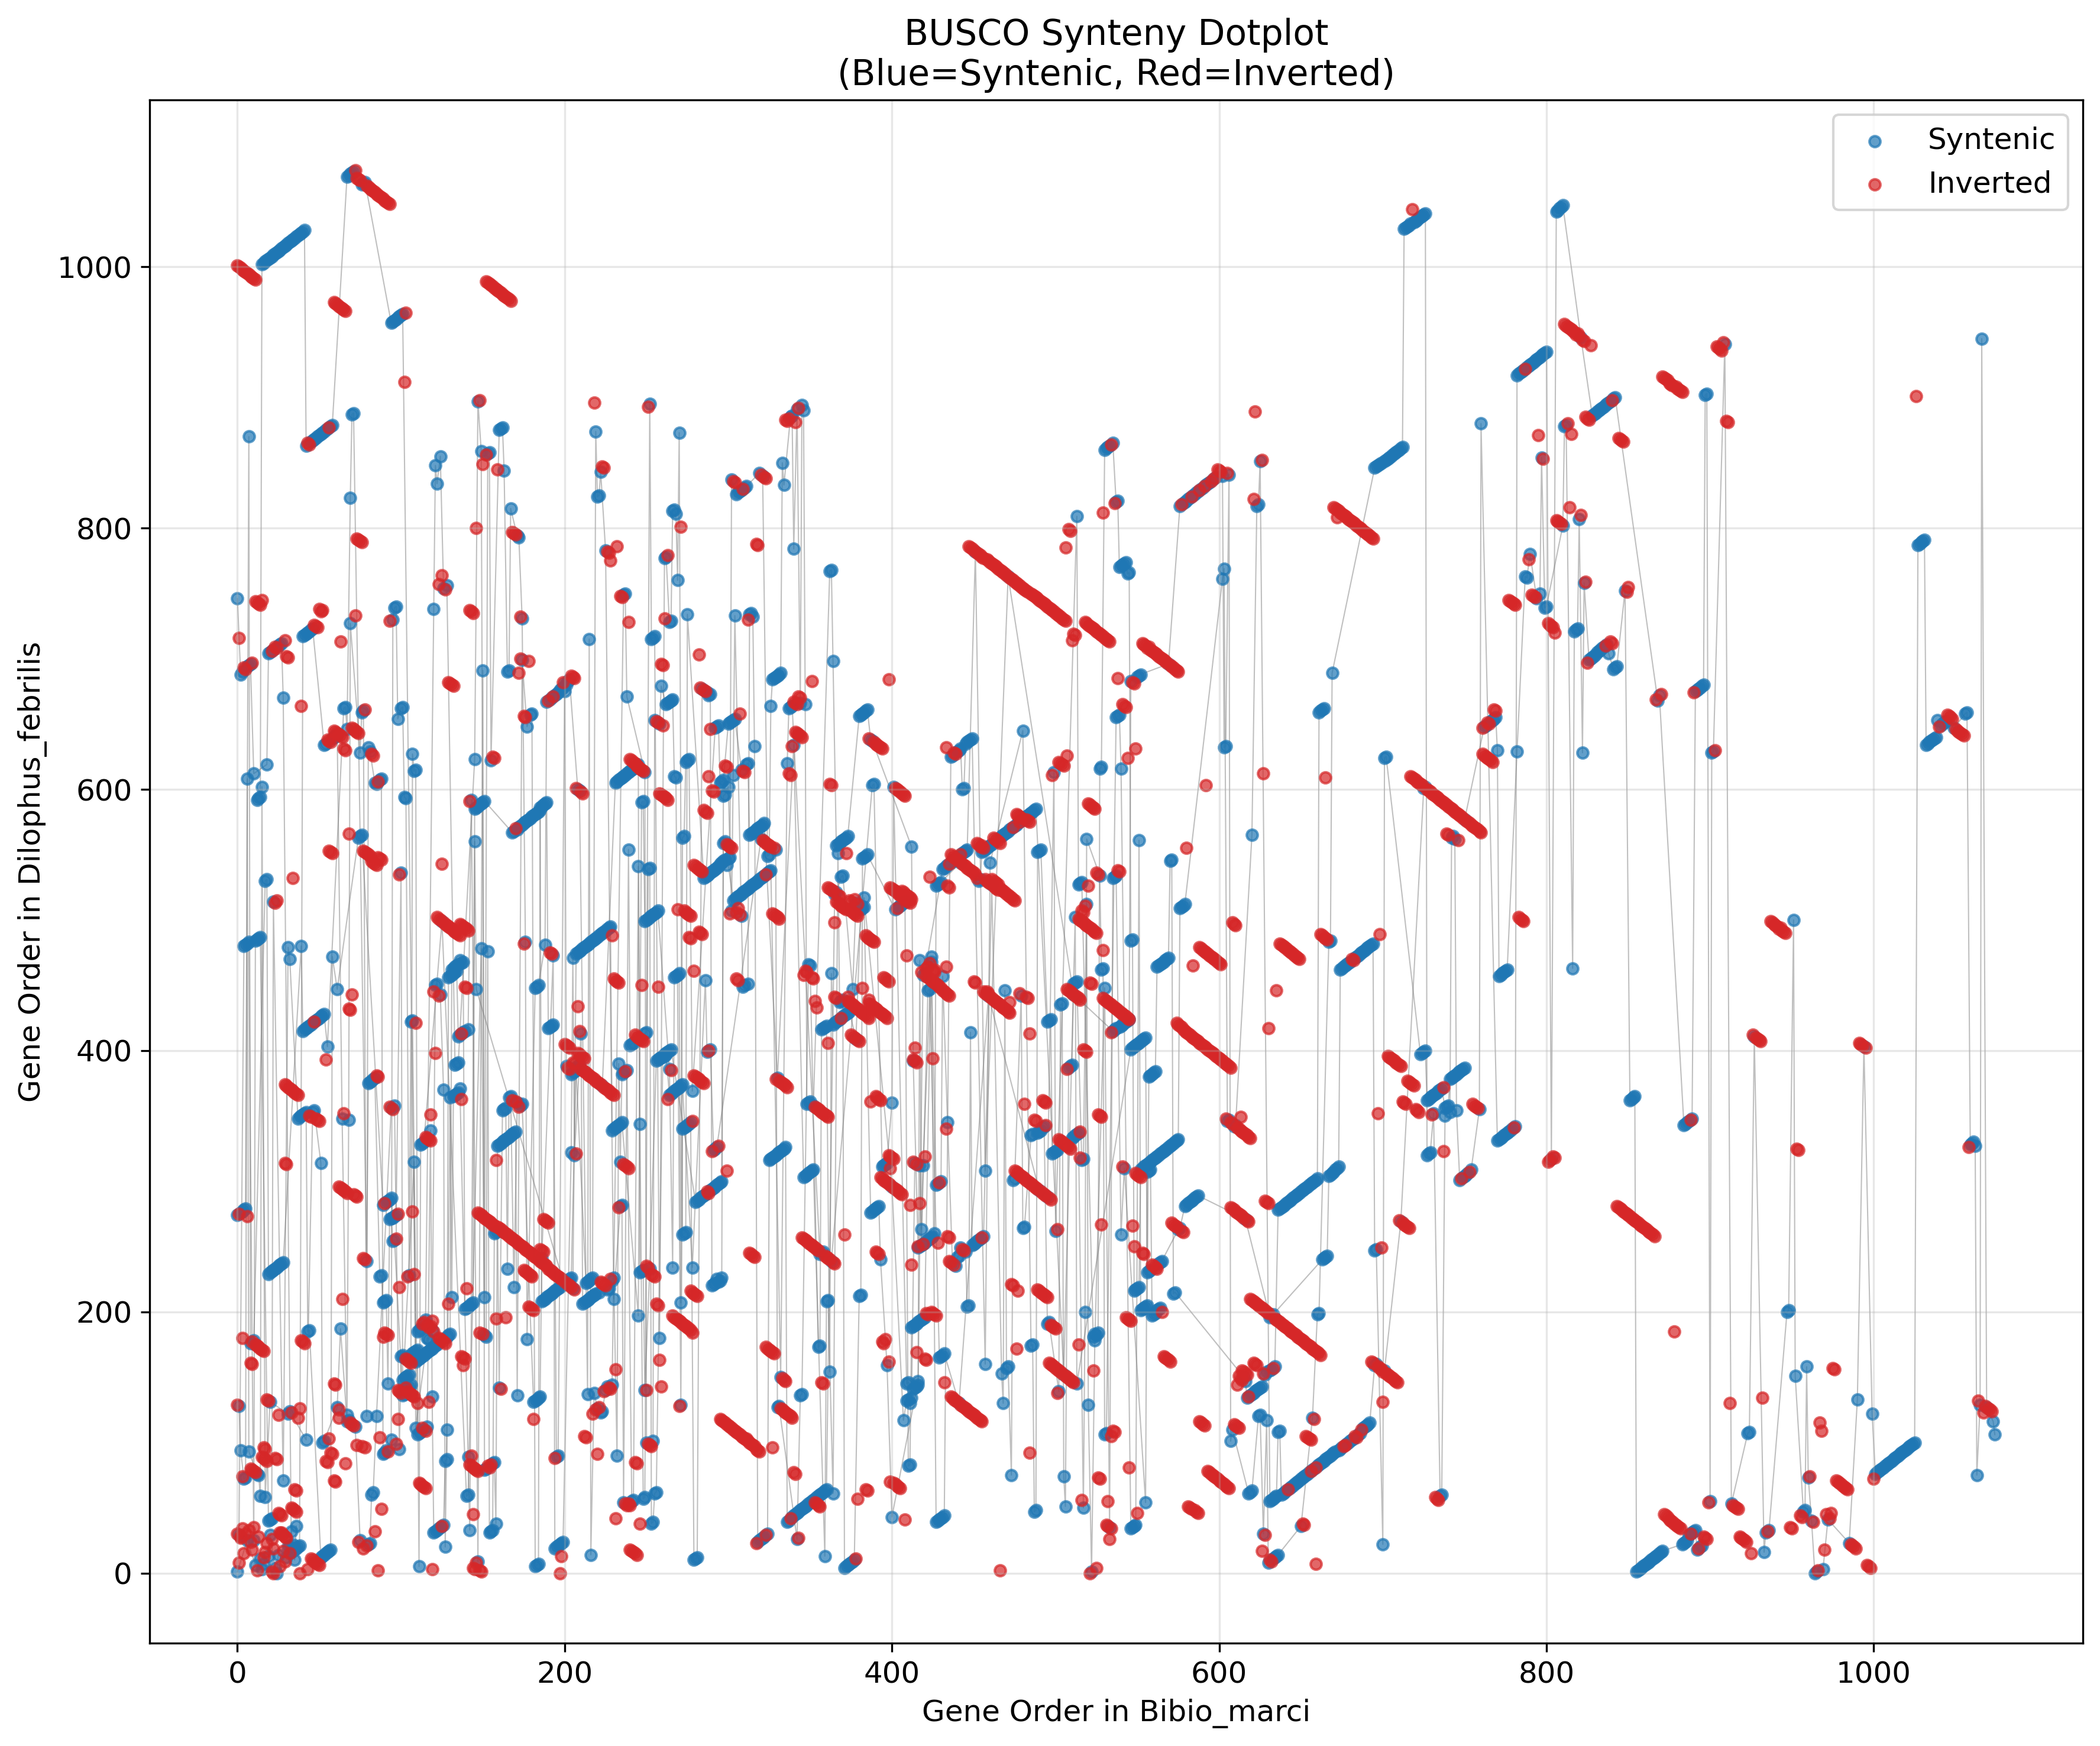 BUSCO Synteny Dotplot
(Blue=Syntenic, Red=Inverted)
Syntenic
Inverted
Gene Order in Dilophus_febrilis
1000
800
600
400
200
0
0 200 400 600 800 1000
Gene Order in Bibio_marci